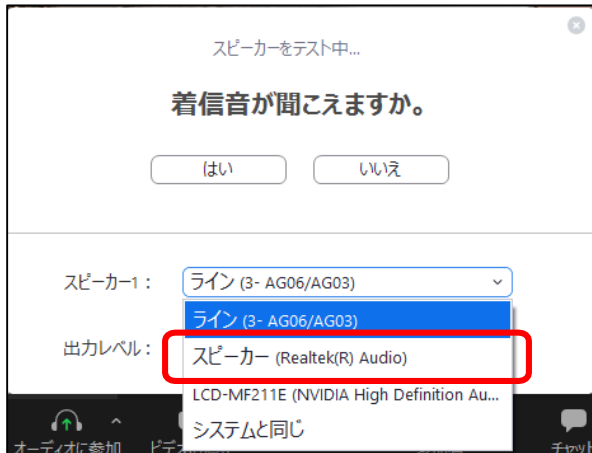 スピーカーをテスト中...
着信音が聞こえますか。
はい いいえ
スピーカー1： ライン (3- AG06/AG03)
ライン (3- AG06/AG03)
出力レベル： スピーカー (Realtek(R) Audio)
LCD-MF211E (NVIDIA High Definition Au...
システムと同じ
オーディオに参加 チャット